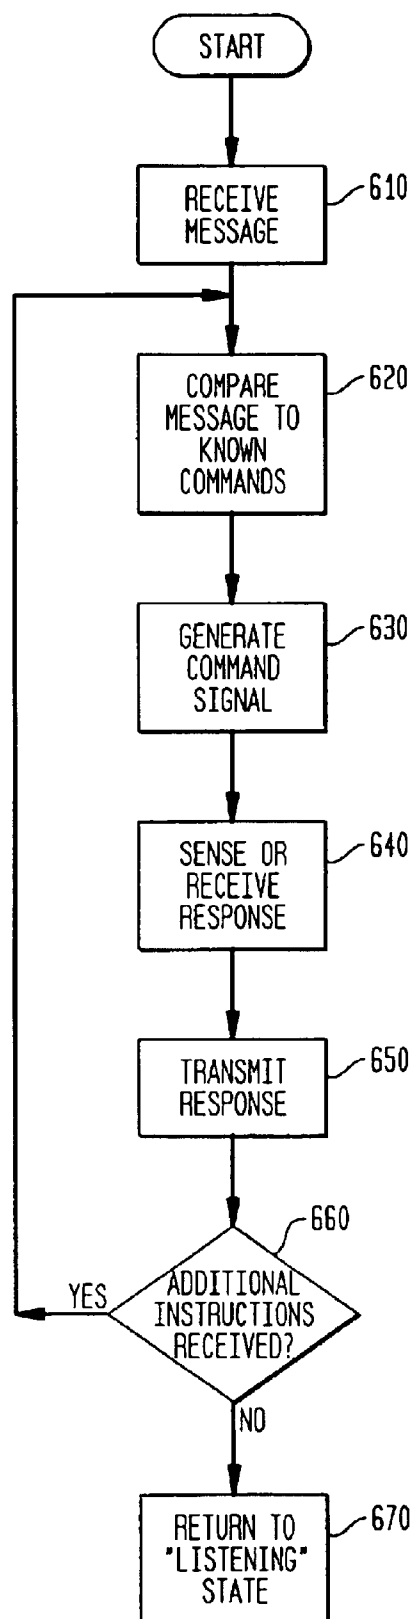 START
610
RECEIVE
MESSAGE
620
COMPARE
MESSAGE TO
KNOWN
COMMANDS
630
GENERATE
COMMAND
SIGNAL
640
SENSE OR
RECEIVE
RESPONSE
650
TRANSMIT
RESPONSE
660
YES
ADDITIONAL
INSTRUCTIONS
RECEIVED?
NO
670
RETURN TO
"LISTENING"
STATE